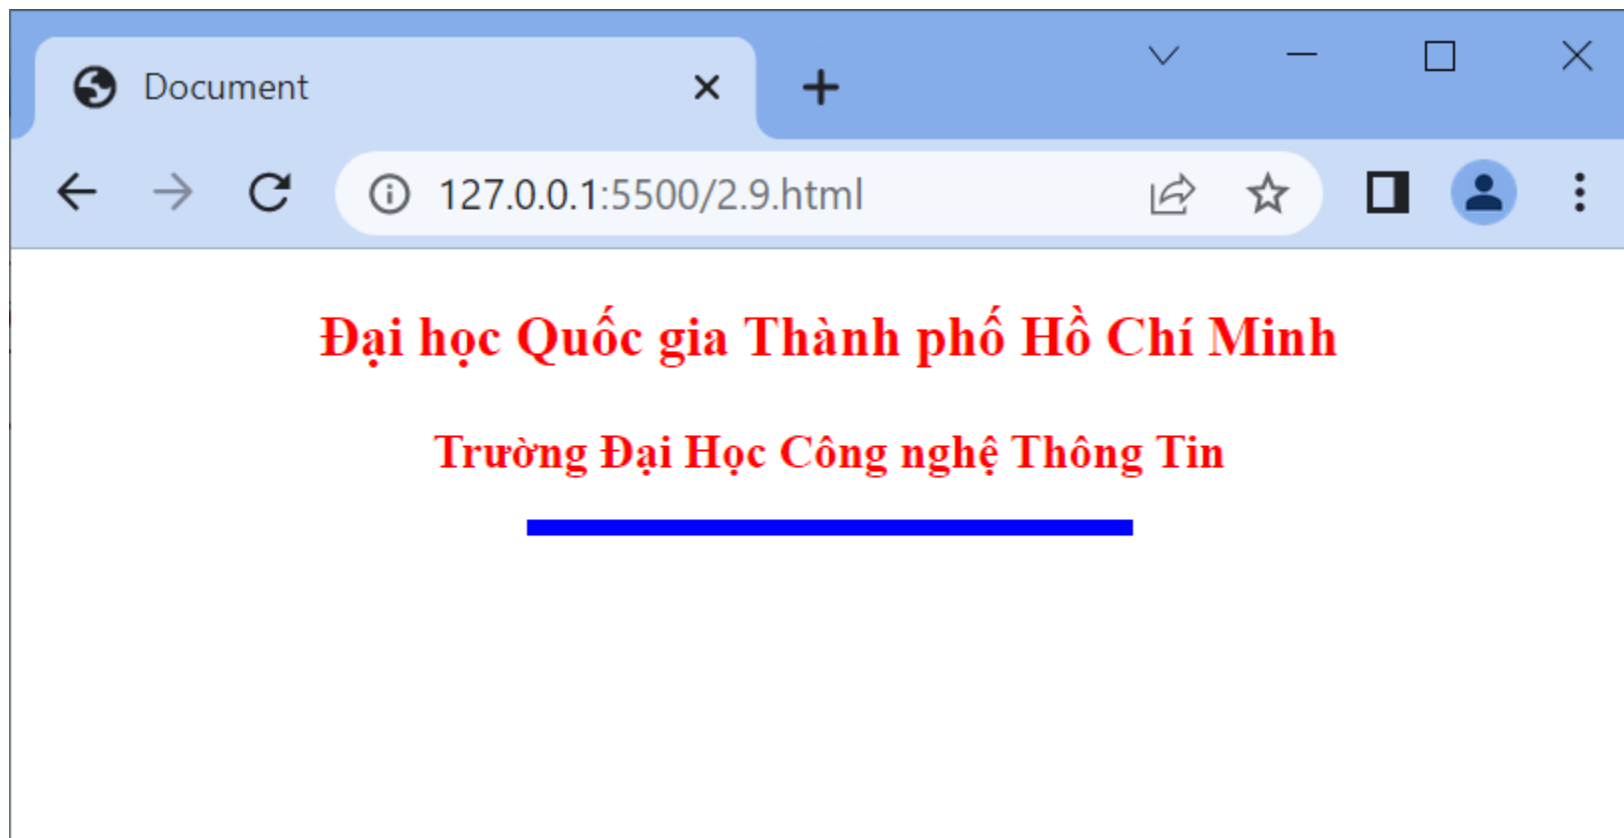 Document
127.0.0.1:5500/2.9.html
Đại học Quốc gia Thành phố Hồ Chí Minh
Trường Đại Học Công nghệ Thông Tin